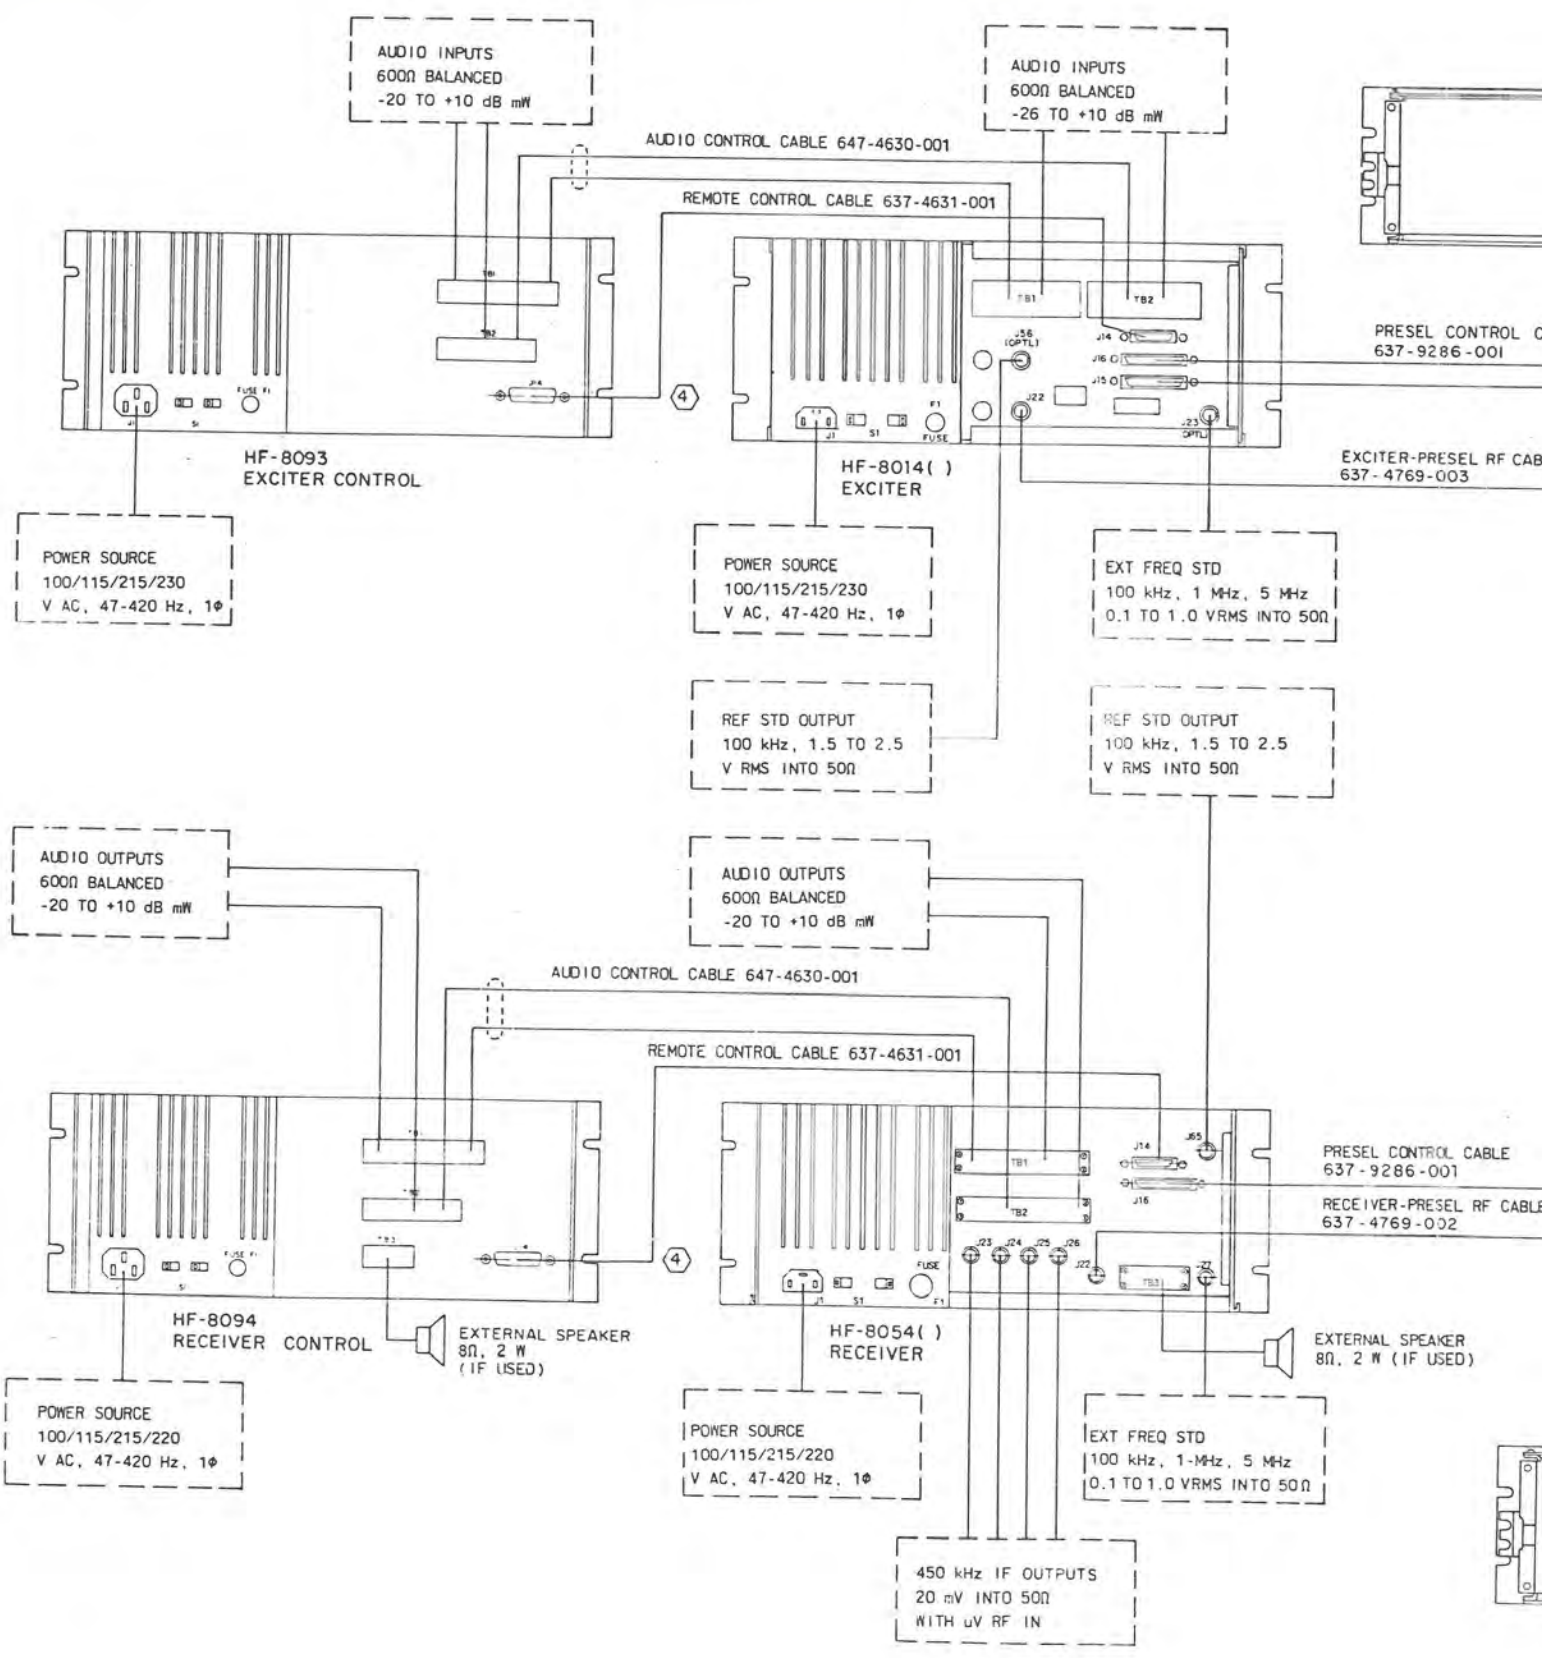 AUDIO INPUTS
600Ω BALANCED
-20 TO +10 dB mW
AUDIO INPUTS
600Ω BALANCED
-26 TO +10 dB mW
AUDIO CONTROL CABLE 647-4630-001
REMOTE CONTROL CABLE 637-4631-001
TB1
TB2
J14
J1
S1
FUSE F1
4
HF-8093
EXCITER CONTROL
TB1
TB2
J56
(OPTL)
J14
J16
J15
J22
J23
(OPTL)
J1
S1
F1
FUSE
HF-8014( )
EXCITER
PRESEL CONTROL C
637-9286-001
EXCITER-PRESEL RF CAB
637-4769-003
POWER SOURCE
100/115/215/230
V AC, 47-420 Hz, 1Φ
POWER SOURCE
100/115/215/230
V AC, 47-420 Hz, 1Φ
EXT FREQ STD
100 kHz, 1 MHz, 5 MHz
0.1 TO 1.0 VRMS INTO 50Ω
REF STD OUTPUT
100 kHz, 1.5 TO 2.5
V RMS INTO 50Ω
REF STD OUTPUT
100 kHz, 1.5 TO 2.5
V RMS INTO 50Ω
AUDIO OUTPUTS
600Ω BALANCED
-20 TO +10 dB mW
AUDIO OUTPUTS
600Ω BALANCED
-20 TO +10 dB mW
AUDIO CONTROL CABLE 647-4630-001
REMOTE CONTROL CABLE 637-4631-001
TB3
FUSE F1
S1
4
HF-8094
RECEIVER CONTROL
EXTERNAL SPEAKER
8Ω, 2 W
(IF USED)
TB1
TB2
J14
J65
J16
J23
J24
J25
J26
J22
TB3
J27
J1
S1
FUSE
F1
HF-8054( )
RECEIVER
PRESEL CONTROL CABLE
637-9286-001
RECEIVER-PRESEL RF CABLE
637-4769-002
EXTERNAL SPEAKER
8Ω, 2 W (IF USED)
POWER SOURCE
100/115/215/220
V AC, 47-420 Hz, 1Φ
POWER SOURCE
100/115/215/220
V AC, 47-420 Hz, 1Φ
EXT FREQ STD
100 kHz, 1-MHz, 5 MHz
0.1 TO 1.0 VRMS INTO 50Ω
450 kHz IF OUTPUTS
20 mV INTO 50Ω
WITH uV RF IN